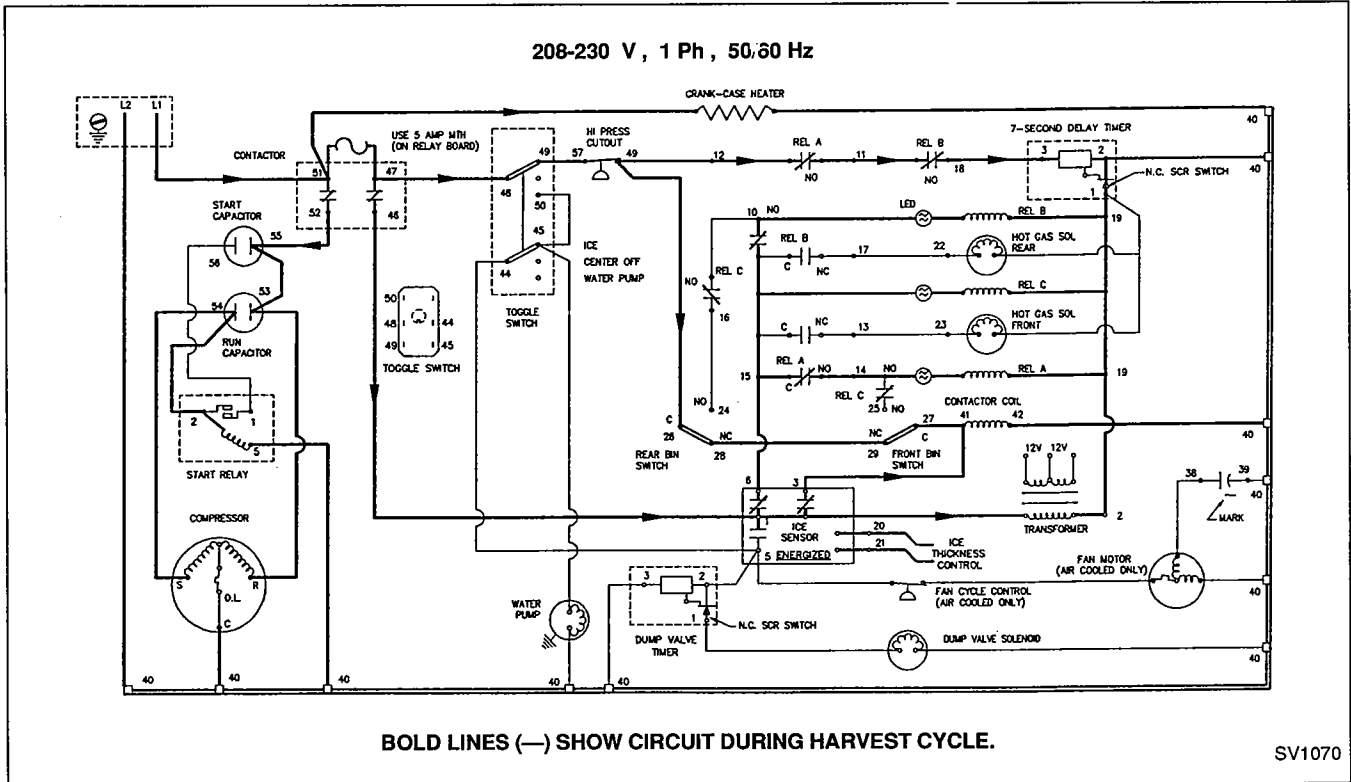 208-230 V, 1 Ph, 50/60 Hz
CRANK-CASE HEATER
L2 L1
40
7-SECOND DELAY TIMER
USE 5 AMP MTH
(ON RELAY BOARD)
HI PRESS
CUTOUT
CONTACTOR
49 57 49 12 REL A 11 REL B 3 2
40
NO NO 18
N.C. SCR SWITCH
51 47
46
1
52 46
50
START
CAPACITOR
55
10 NO LED REL B 19
45
56
REL B 17 22 HOT GAS SOL
REAR
ICE
C NC
44 CENTER OFF
REL C
WATER PUMP
NO
REL C
53
54
50
TOGGLE
SWITCH
16
C NC 13 23 HOT GAS SOL
FRONT
48 44
RUN
CAPACITOR
49 45
TOGGLE SWITCH
REL A
15 NO 14 NO REL A 19
C
REL C
25 NO
NO 24
CONTACTOR COIL
2 1
C
26 NC
28
REAR BIN
SWITCH
NC 27 41 42
40
29 C
FRONT BIN
SWITCH
5
START RELAY
12V 12V
38 39
40
MARK
6 3
COMPRESSOR
1
ICE
SENSOR
20
21
TRANSFORMER
2
5 ENERGIZED
ICE
THICKNESS
CONTROL
FAN MOTOR
(AIR COOLED ONLY)
S R
O.L.
C
3 2
1
FAN CYCLE CONTROL
(AIR COOLED ONLY)
40
WATER
PUMP
N.C. SCR SWITCH
DUMP VALVE
TIMER
DUMP VALVE SOLENOID
40
40 40 40 40 40
BOLD LINES (—) SHOW CIRCUIT DURING HARVEST CYCLE.
SV1070